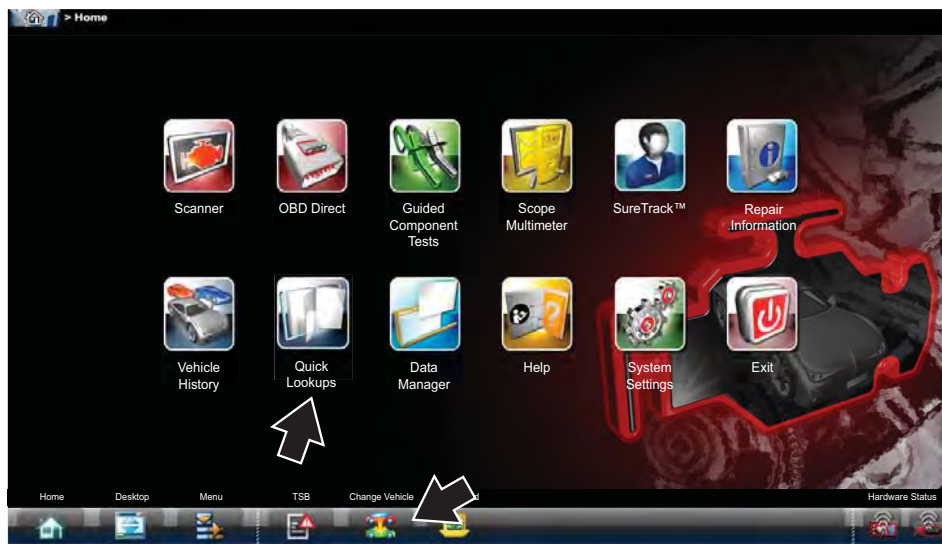 > Home
Scanner
OBD Direct
Guided
Component
Tests
Scope
Multimeter
SureTrack™
Repair
Information
Vehicle
History
Quick
Lookups
Data
Manager
Help
System
Settings
Exit
Home Desktop Menu TSB Change Vehicle Hardware Status